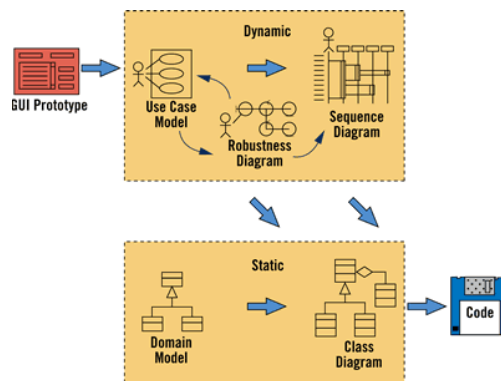 Dynamic
GUI Prototype
Use Case
Model
Robustness
Diagram
Sequence
Diagram
Static
Domain
Model
Class
Diagram
Code